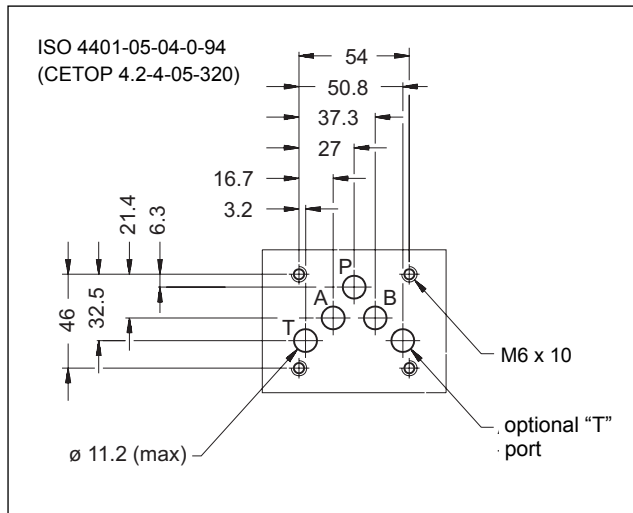 ISO 4401-05-04-0-94
(CETOP 4.2-4-05-320)
54
50.8
37.3
27
16.7
3.2
21.4
6.3
46
32.5
P
A
B
T
M6 x 10
optional “T”
port
ø 11.2 (max)